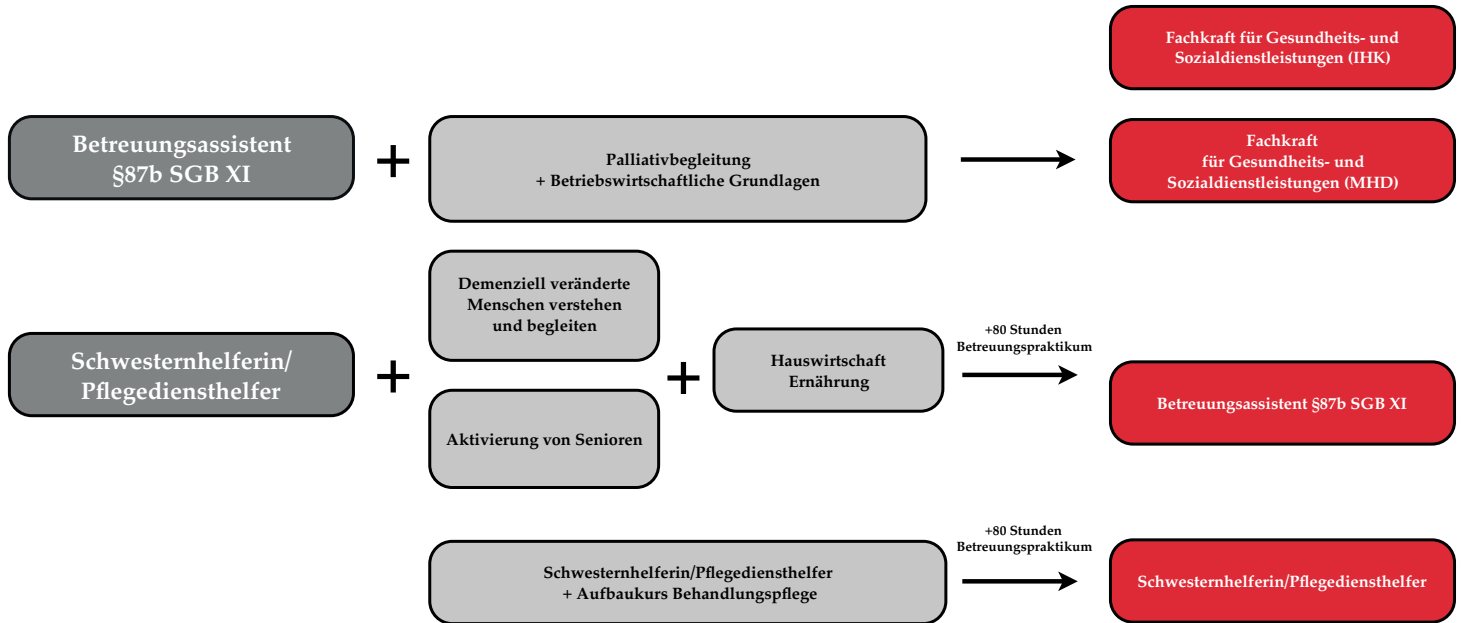 Fachkraft für Gesundheits- und
Sozialdienstleistungen (IHK)
Betreuungsassistent
§87b SGB XI
+
Palliativbegleitung
+ Betriebswirtschaftliche Grundlagen
Fachkraft
für Gesundheits- und
Sozialdienstleistungen (MHD)
Schwesternhelferin/
Pflegediensthelfer
+
Demenziell veränderte
Menschen verstehen
und begleiten
Aktivierung von Senioren
+
Hauswirtschaft
Ernährung
+80 Stunden
Betreuungspraktikum
Betreuungsassistent §87b SGB XI
Schwesternhelferin/Pflegediensthelfer
+ Aufbaukurs Behandlungspflege
+80 Stunden
Betreuungspraktikum
Schwesternhelferin/Pflegediensthelfer